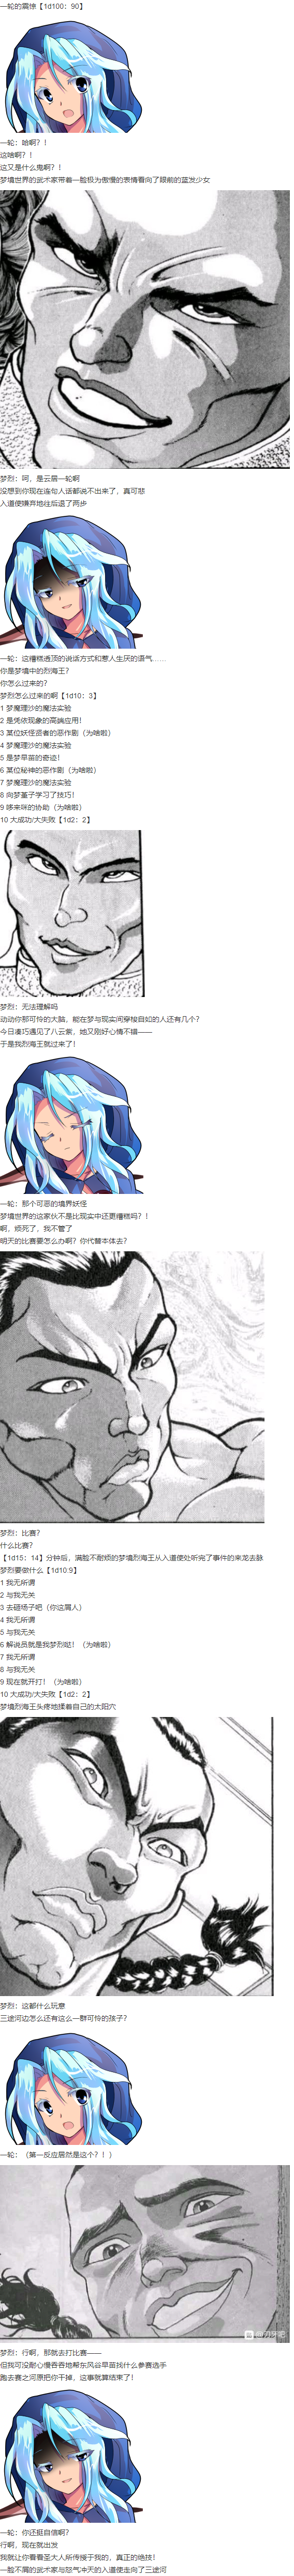 一轮的震惊【1d100：90】
一轮：哈啊？！
这啥啊？！
这又是什么鬼啊？！
梦境世界的武术家带着一脸极为傲慢的表情看向了眼前的蓝发少女
梦烈：呵，是云居一轮啊
没想到你现在连句人话都说不出来了，真可悲
入道使嫌弃地往后退了两步
一轮：这糟糕透顶的说话方式和惹人生厌的语气……
你是梦境中的烈海王？
你怎么过来的？
梦烈怎么过来的啊【1d10：3】
1 梦魔理沙的魔法实验
2 是凭依现象的高端应用！
3 某位妖怪贤者的恶作剧（为啥啦）
4 梦魔理沙的魔法实验
5 是梦早苗的奇迹！
6 某位秘神的恶作剧（为啥啦）
7 梦魔理沙的魔法实验
8 向梦堇子学习了技巧！
9 哆来咪的协助（为啥啦）
10 大成功/大失败【1d2：2】
梦烈：无法理解吗
动动你那可怜的大脑，能在梦与现实间穿梭自如的人还有几个？
今日凑巧遇见了八云紫，她又刚好心情不错——
于是我烈海王就过来了！
一轮：那个可恶的境界妖怪
梦境世界的这家伙不是比现实中还更糟糕吗？！
啊，烦死了，我不管了
明天的比赛要怎么办啊？你代替本体去？
梦烈：比赛？
什么比赛？
【1d15：14】分钟后，满脸不耐烦的梦境烈海王从入道使处听完了事件的来龙去脉
梦烈要做什么【1d10:9】
1 我无所谓
2 与我无关
3 去砸场子吧（你这屑人）
4 我无所谓
5 与我无关
6 解说员就是我梦烈哒！（为啥啦）
7 我无所谓
8 与我无关
9 现在就开打！（为啥啦）
10 大成功/大失败【1d2：2】
梦境烈海王头疼地揉着自己的太阳穴
梦烈：这都什么玩意
三途河边怎么还有这么一群可怜的孩子？
一轮：（第一反应居然是这个？！）
梦烈：行啊，那就去打比赛——
但我可没耐心慢吞吞地帮东风谷早苗找什么参赛选手
跑去赛之河原把你干掉，这事就算结束了！
一轮：你还挺自信啊？
行啊，现在就出发
我就让你看看圣大人所传授于我的，真正的绝技！
一脸不屑的武术家与怒气冲天的入道使走向了三途河